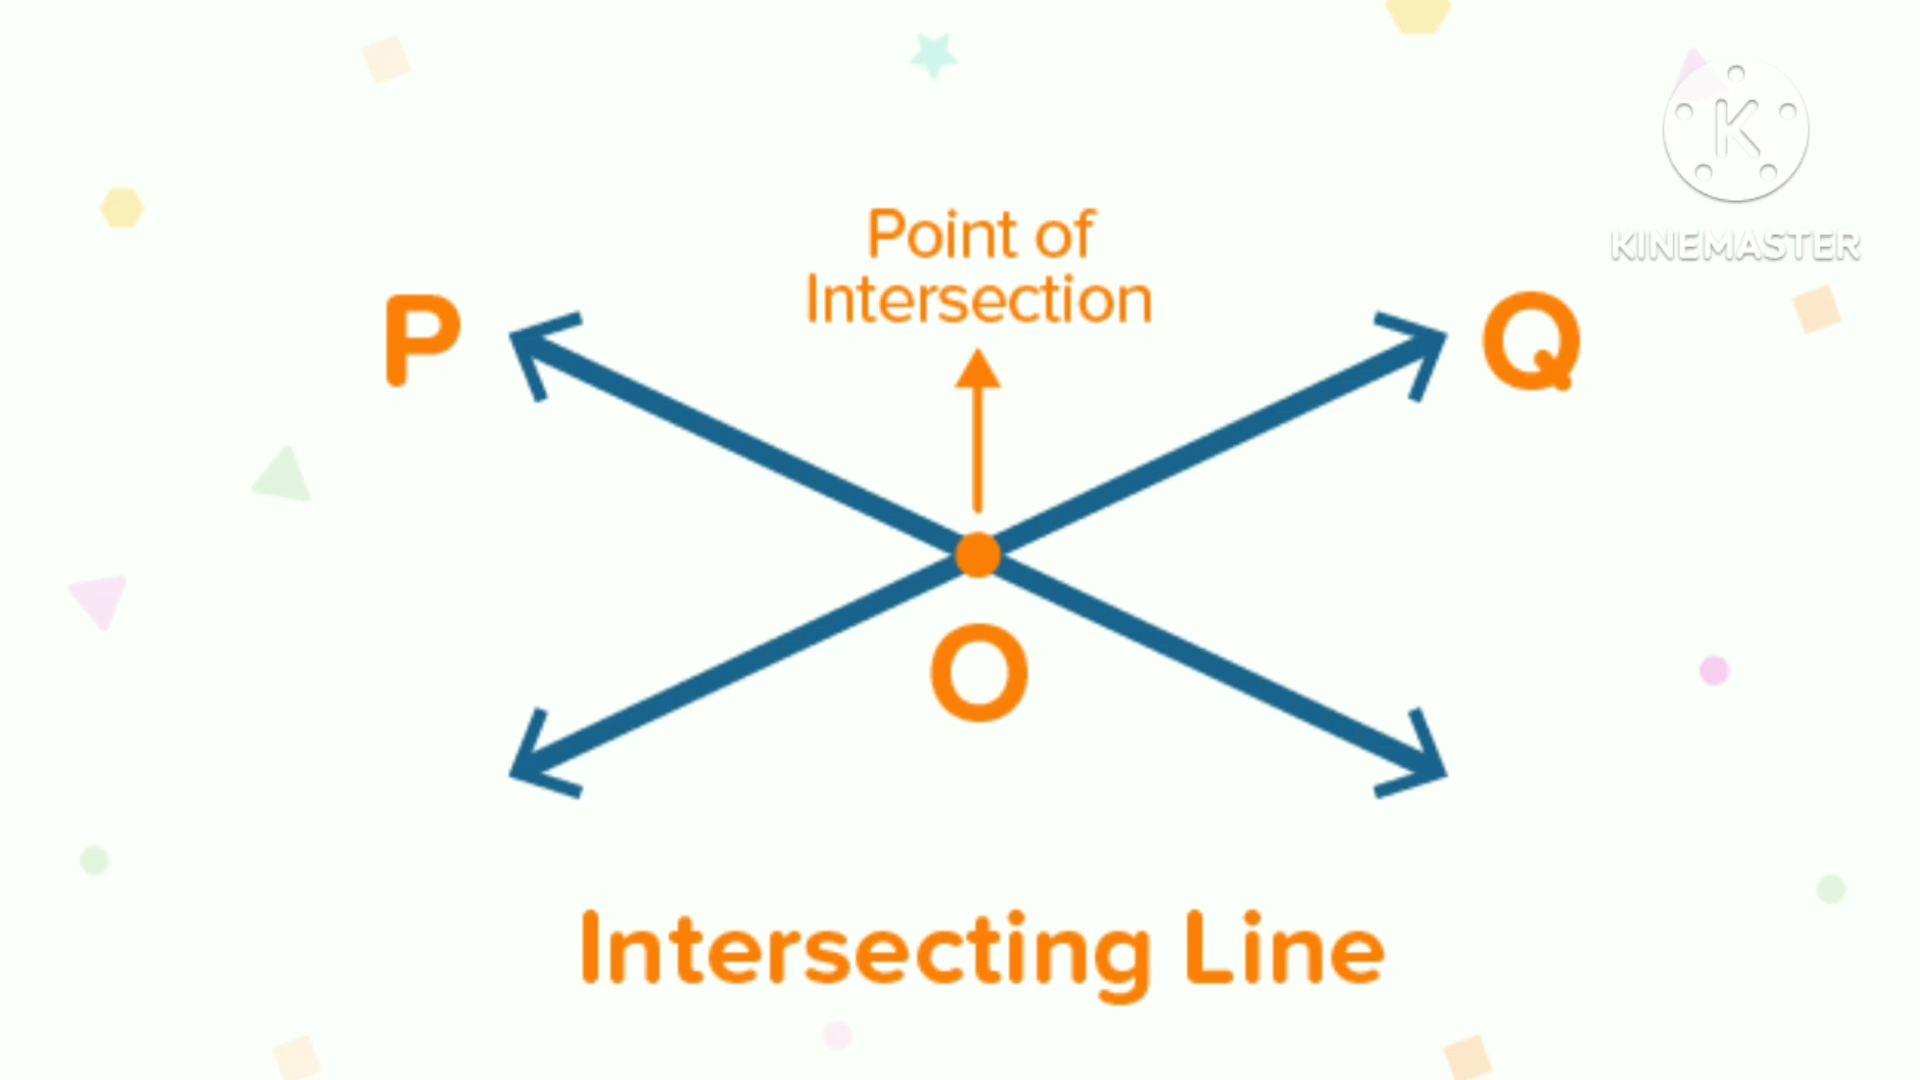 Point of
Intersection
P
Q
O
Intersecting Line
K
KINEMASTER